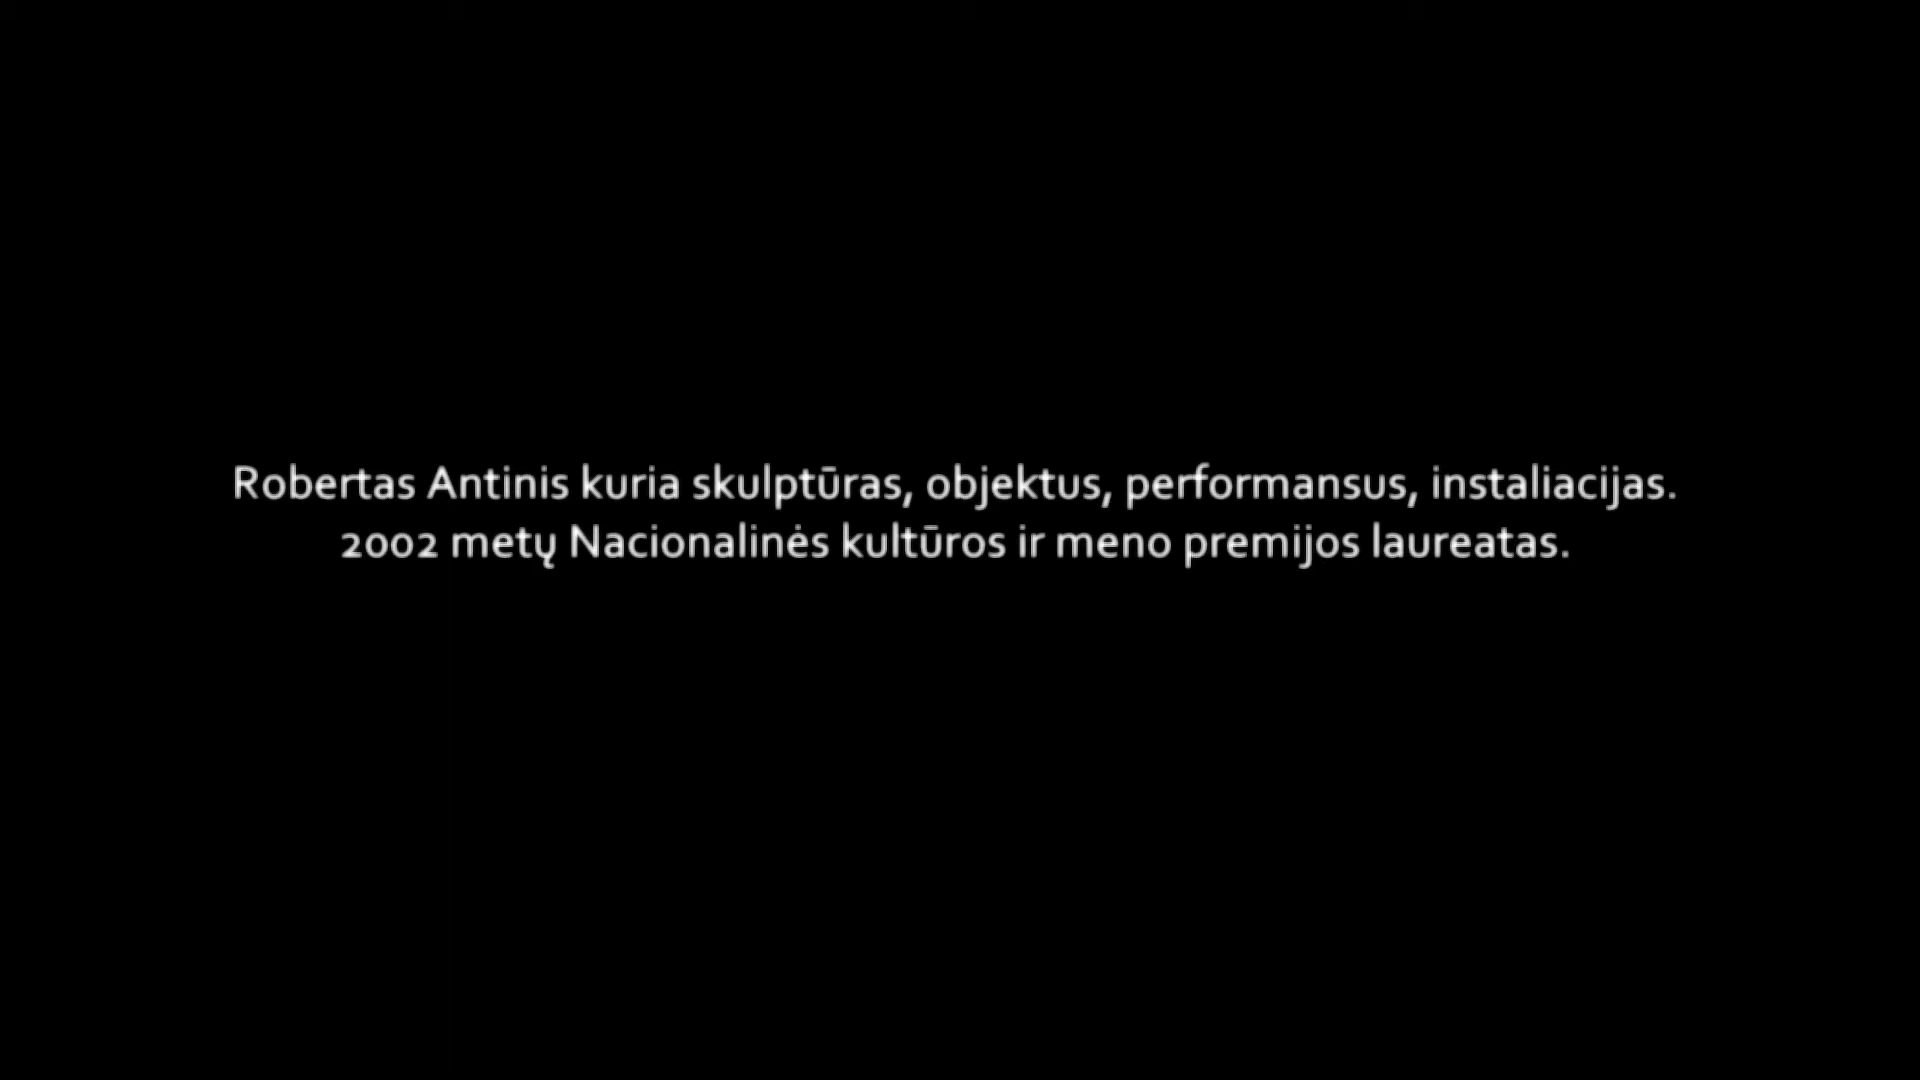 Robertas Antinis kuria skulptūras, objektus, performansus, instaliacijas.
2002 metų Nacionalinės kultūros ir meno premijos laureatas.